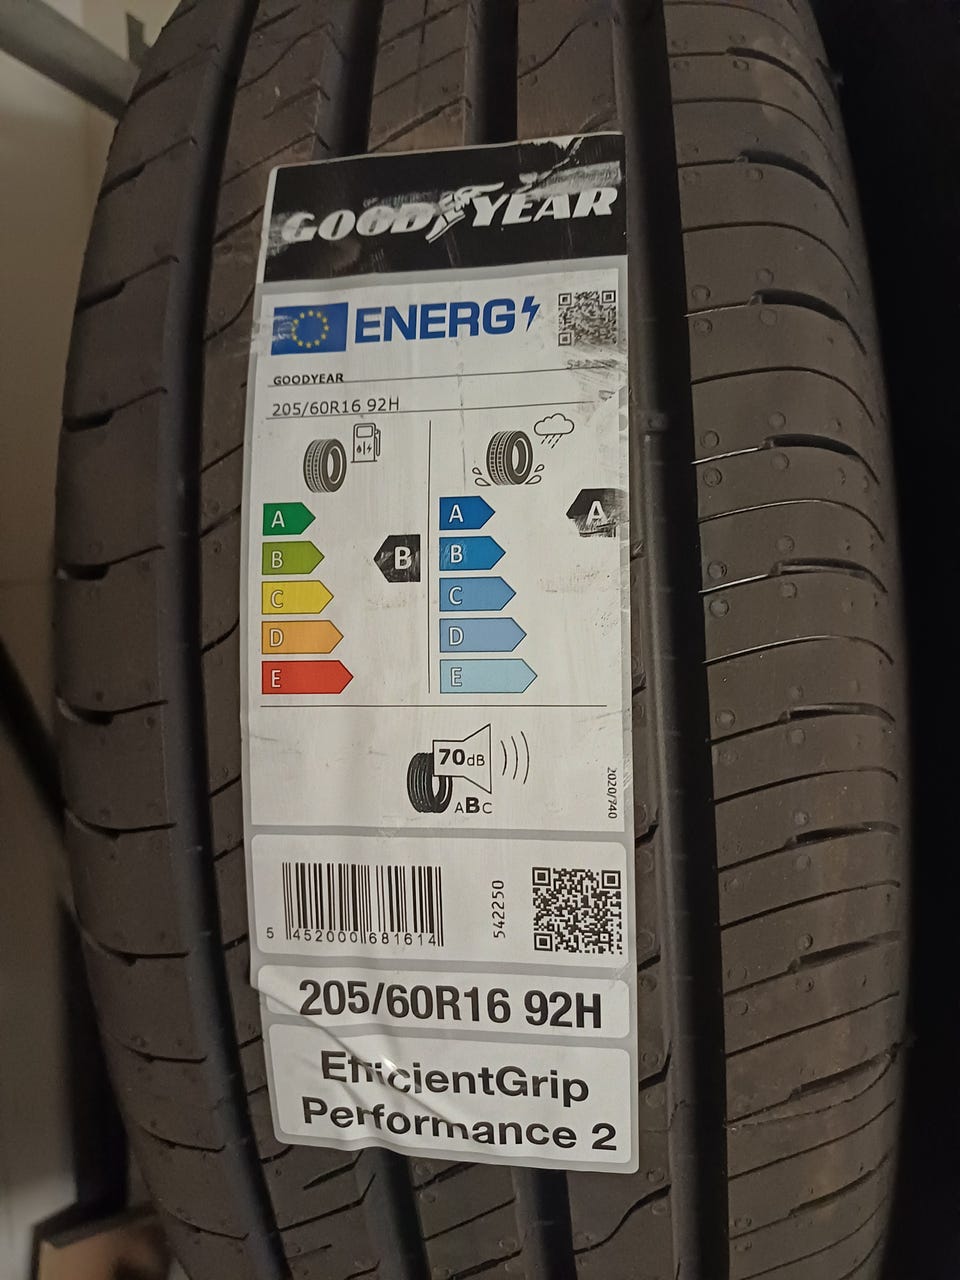 GOODYEAR
ENERG
GOODYEAR
205/60R16 92H
A
A
A
B
B
B
C
C
D
D
E
E
70dB
ABC
2020/740
5 452000 681614
542250
205/60R16 92H
EfficientGrip
Performance 2